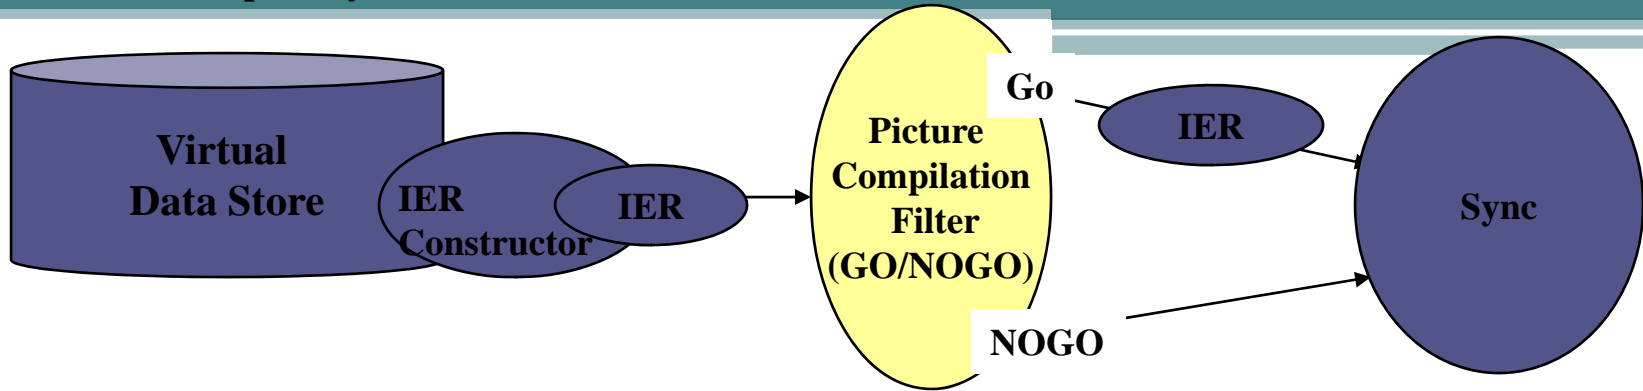 Virtual
Data Store
IER
Constructor
IER
Picture
Compilation
Filter
(GO/NOGO)
Go
IER
NOGO
Sync